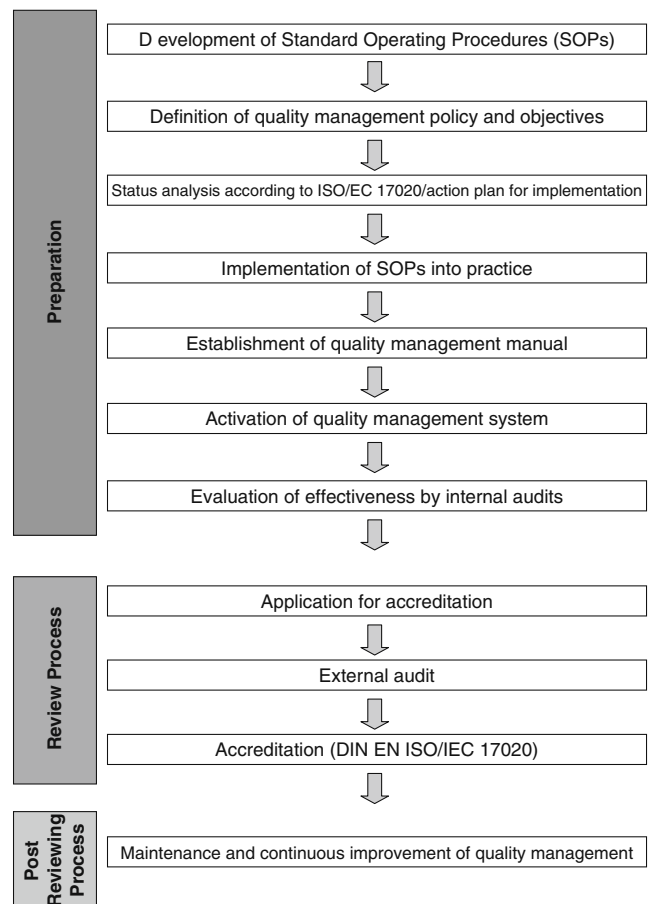 Preparation
D evelopment of Standard Operating Procedures (SOPs)
Definition of quality management policy and objectives
Status analysis according to ISO/EC 17020/action plan for implementation
Implementation of SOPs into practice
Establishment of quality management manual
Activation of quality management system
Evaluation of effectiveness by internal audits
Review Process
Application for accreditation
External audit
Accreditation (DIN EN ISO/IEC 17020)
Post
Reviewing
Process
Maintenance and continuous improvement of quality management